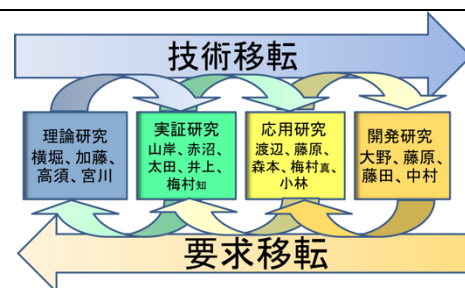 技術移転
理論研究
横堀、加藤、
高須、宮川
実証研究
山岸、赤沼、
太田、井上、
梅村知
応用研究
渡辺、藤原、
森本、梅村真、
小林
開発研究
大野、藤原、
藤田、中村
要求移転